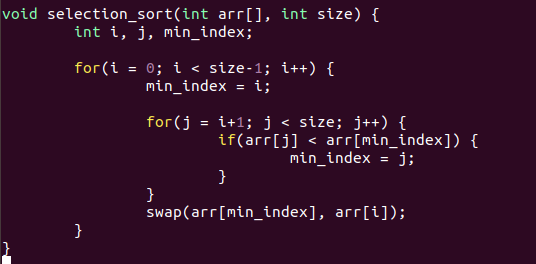 void selection_sort(int arr[], int size) {
        int i, j, min_index;

        for(i = 0; i < size-1; i++) {
                min_index = i;

                for(j = i+1; j < size; j++) {
                        if(arr[j] < arr[min_index]) {
                                min_index = j;
                        }
                }
                swap(arr[min_index], arr[i]);
        }
}